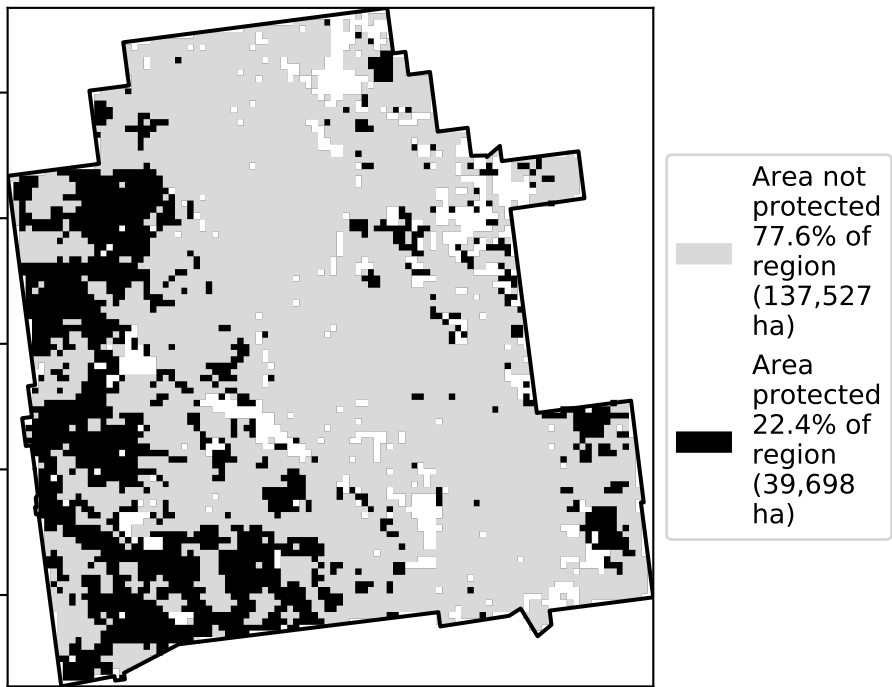 Area not
protected
77.6% of
region
(137,527
ha)
Area
protected
22.4% of
region
(39,698
ha)